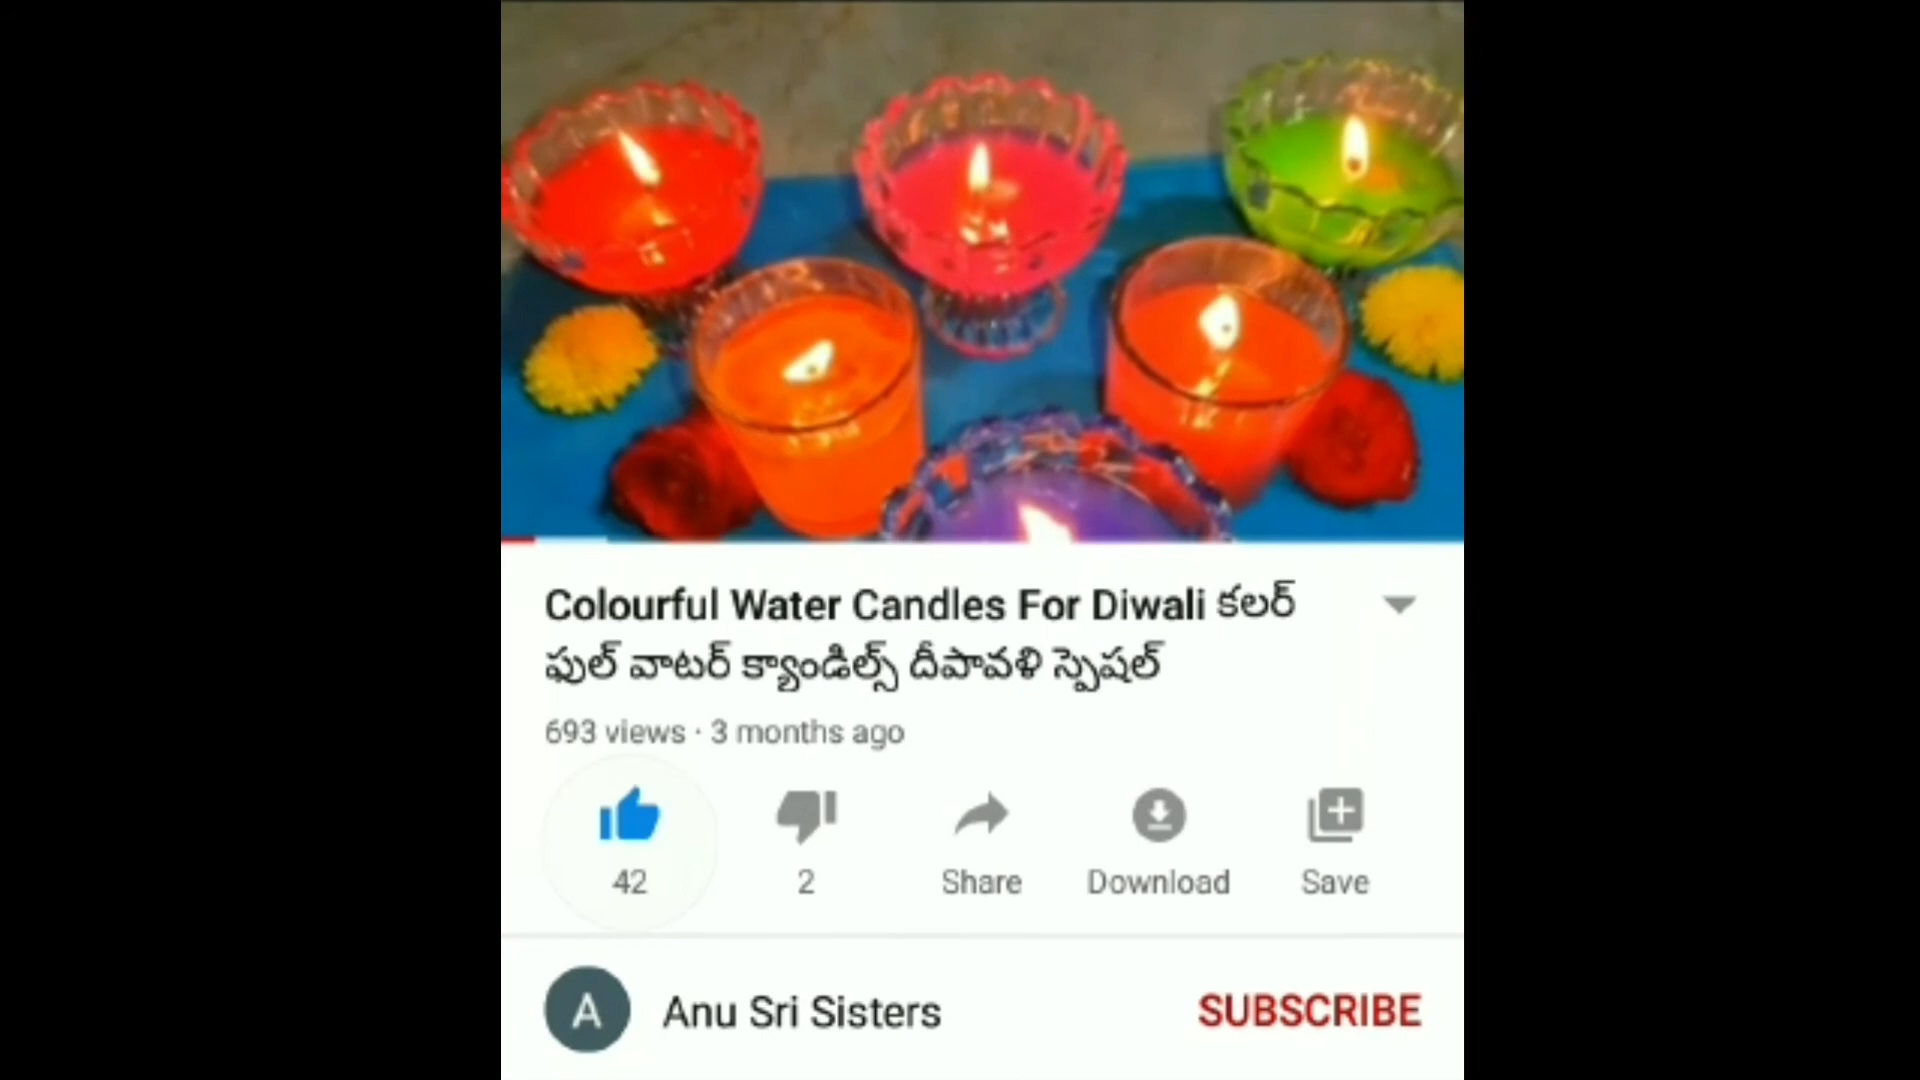 Colourful Water Candles For Diwali కలర్
ఫుల్ వాటర్ క్యాండిల్స్ దీపావళి స్పెషల్
693 views · 3 months ago
42
2
Share
Download
Save
A
Anu Sri Sisters
SUBSCRIBE